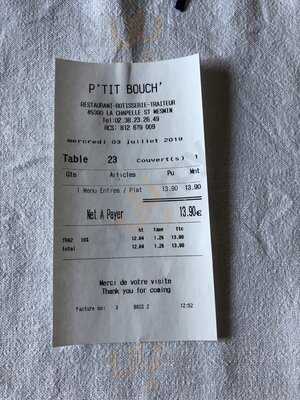 P'TIT BOUCH'
RESTAURANT-ROTISSERIE-TRAITEUR
45380 LA CHAPELLE ST MESMIN
Tel:02.38.23.26.49
RCS: 812 679 009
mercredi 03 juillet 2019
Table 23 Couvert(s) 1
Qte Articles Pu Mnt
1 Menu Entree / Plat 13.90 13.90
Net A Payer 13.90€
ht tva ttc
TVA2 10% 12.64 1.26 13.90
total 12.64 1.26 13.90
Merci de votre visite
Thank you for coming
Facture no: 3 BOSS 2 12:52